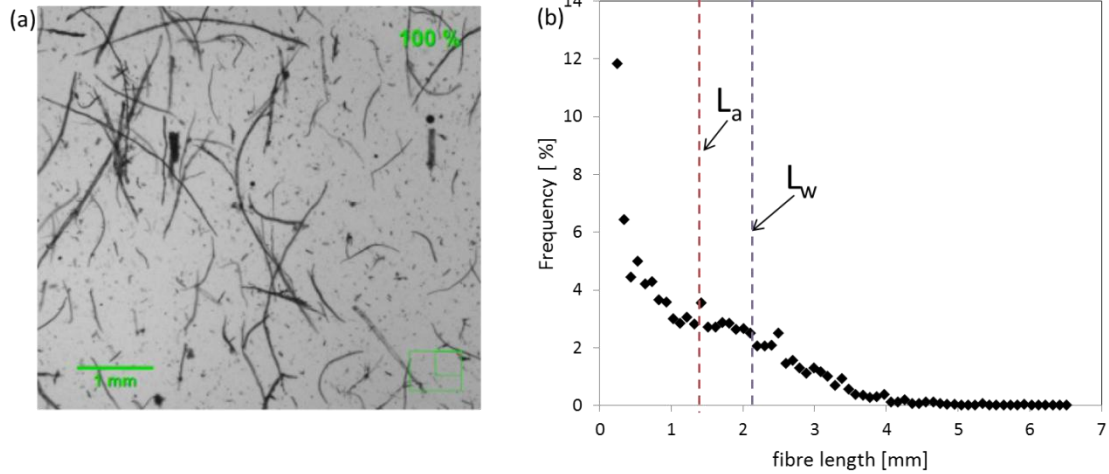 (a)
100 %
1 mm
(b)
Frequency [ %]
14
12
10
8
6
4
2
0
La
Lw
0 1 2 3 4 5 6 7
fibre length [mm]